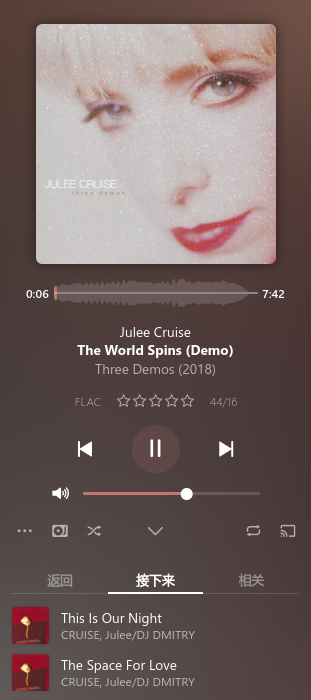 JULEE CRUISE
three demos
0:06
7:42
Julee Cruise
The World Spins (Demo)
Three Demos (2018)
FLAC
44/16
返回
接下来
相关
This Is Our Night
CRUISE, Julee/DJ DMITRY
The Space For Love
CRUISE, Julee/DJ DMITRY